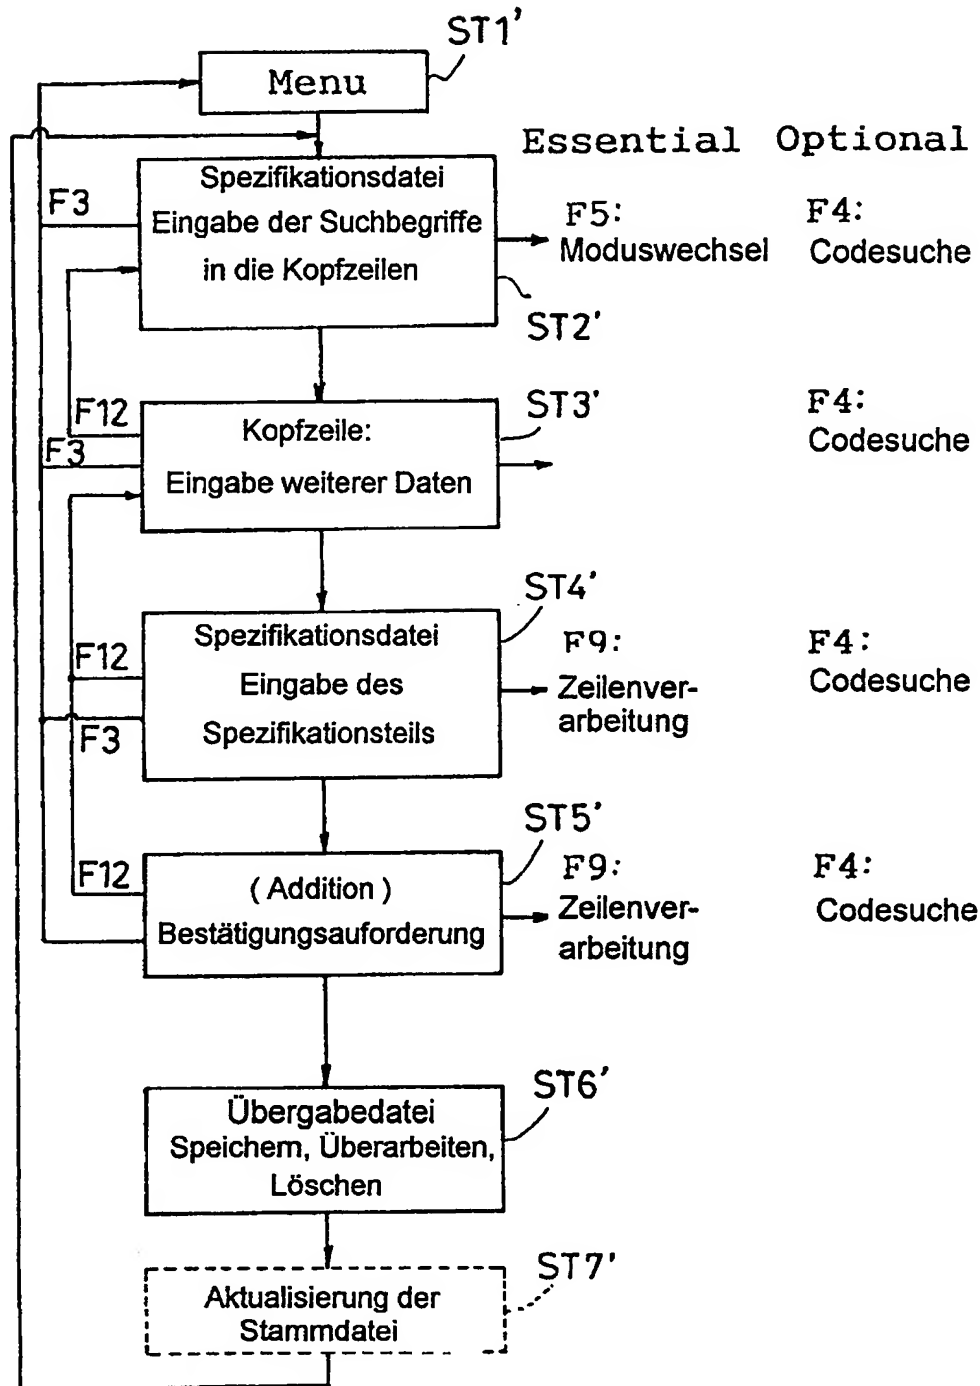 ST1'
Menu
Essential Optional
Spezifikationsdatei
Eingabe der Suchbegriffe
in die Kopfzeilen
F3
F5:
Moduswechsel
F4:
Codesuche
ST2'
F12
F3
Kopfzeile:
Eingabe weiterer Daten
ST3'
F4:
Codesuche
ST4'
Spezifikationsdatei
Eingabe des
Spezifikationsteils
F12
F3
F9:
Zeilenver-
arbeitung
F4:
Codesuche
ST5'
F12
( Addition )
Bestätigungsauforderung
F9:
Zeilenver-
arbeitung
F4:
Codesuche
ST6'
Übergabedatei
Speichern, Überarbeiten,
Löschen
ST7'
Aktualisierung der
Stammdatei